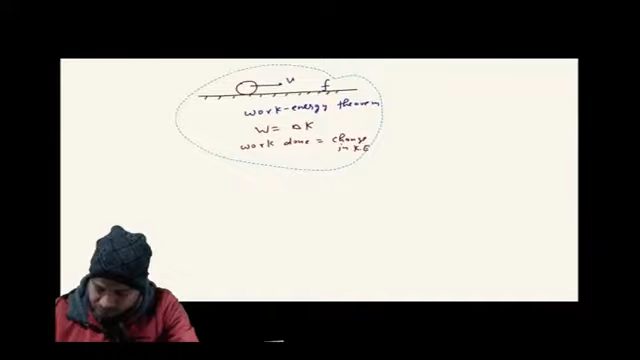 v
f
work-energy theorem
W = ΔK
work done = change
in K E